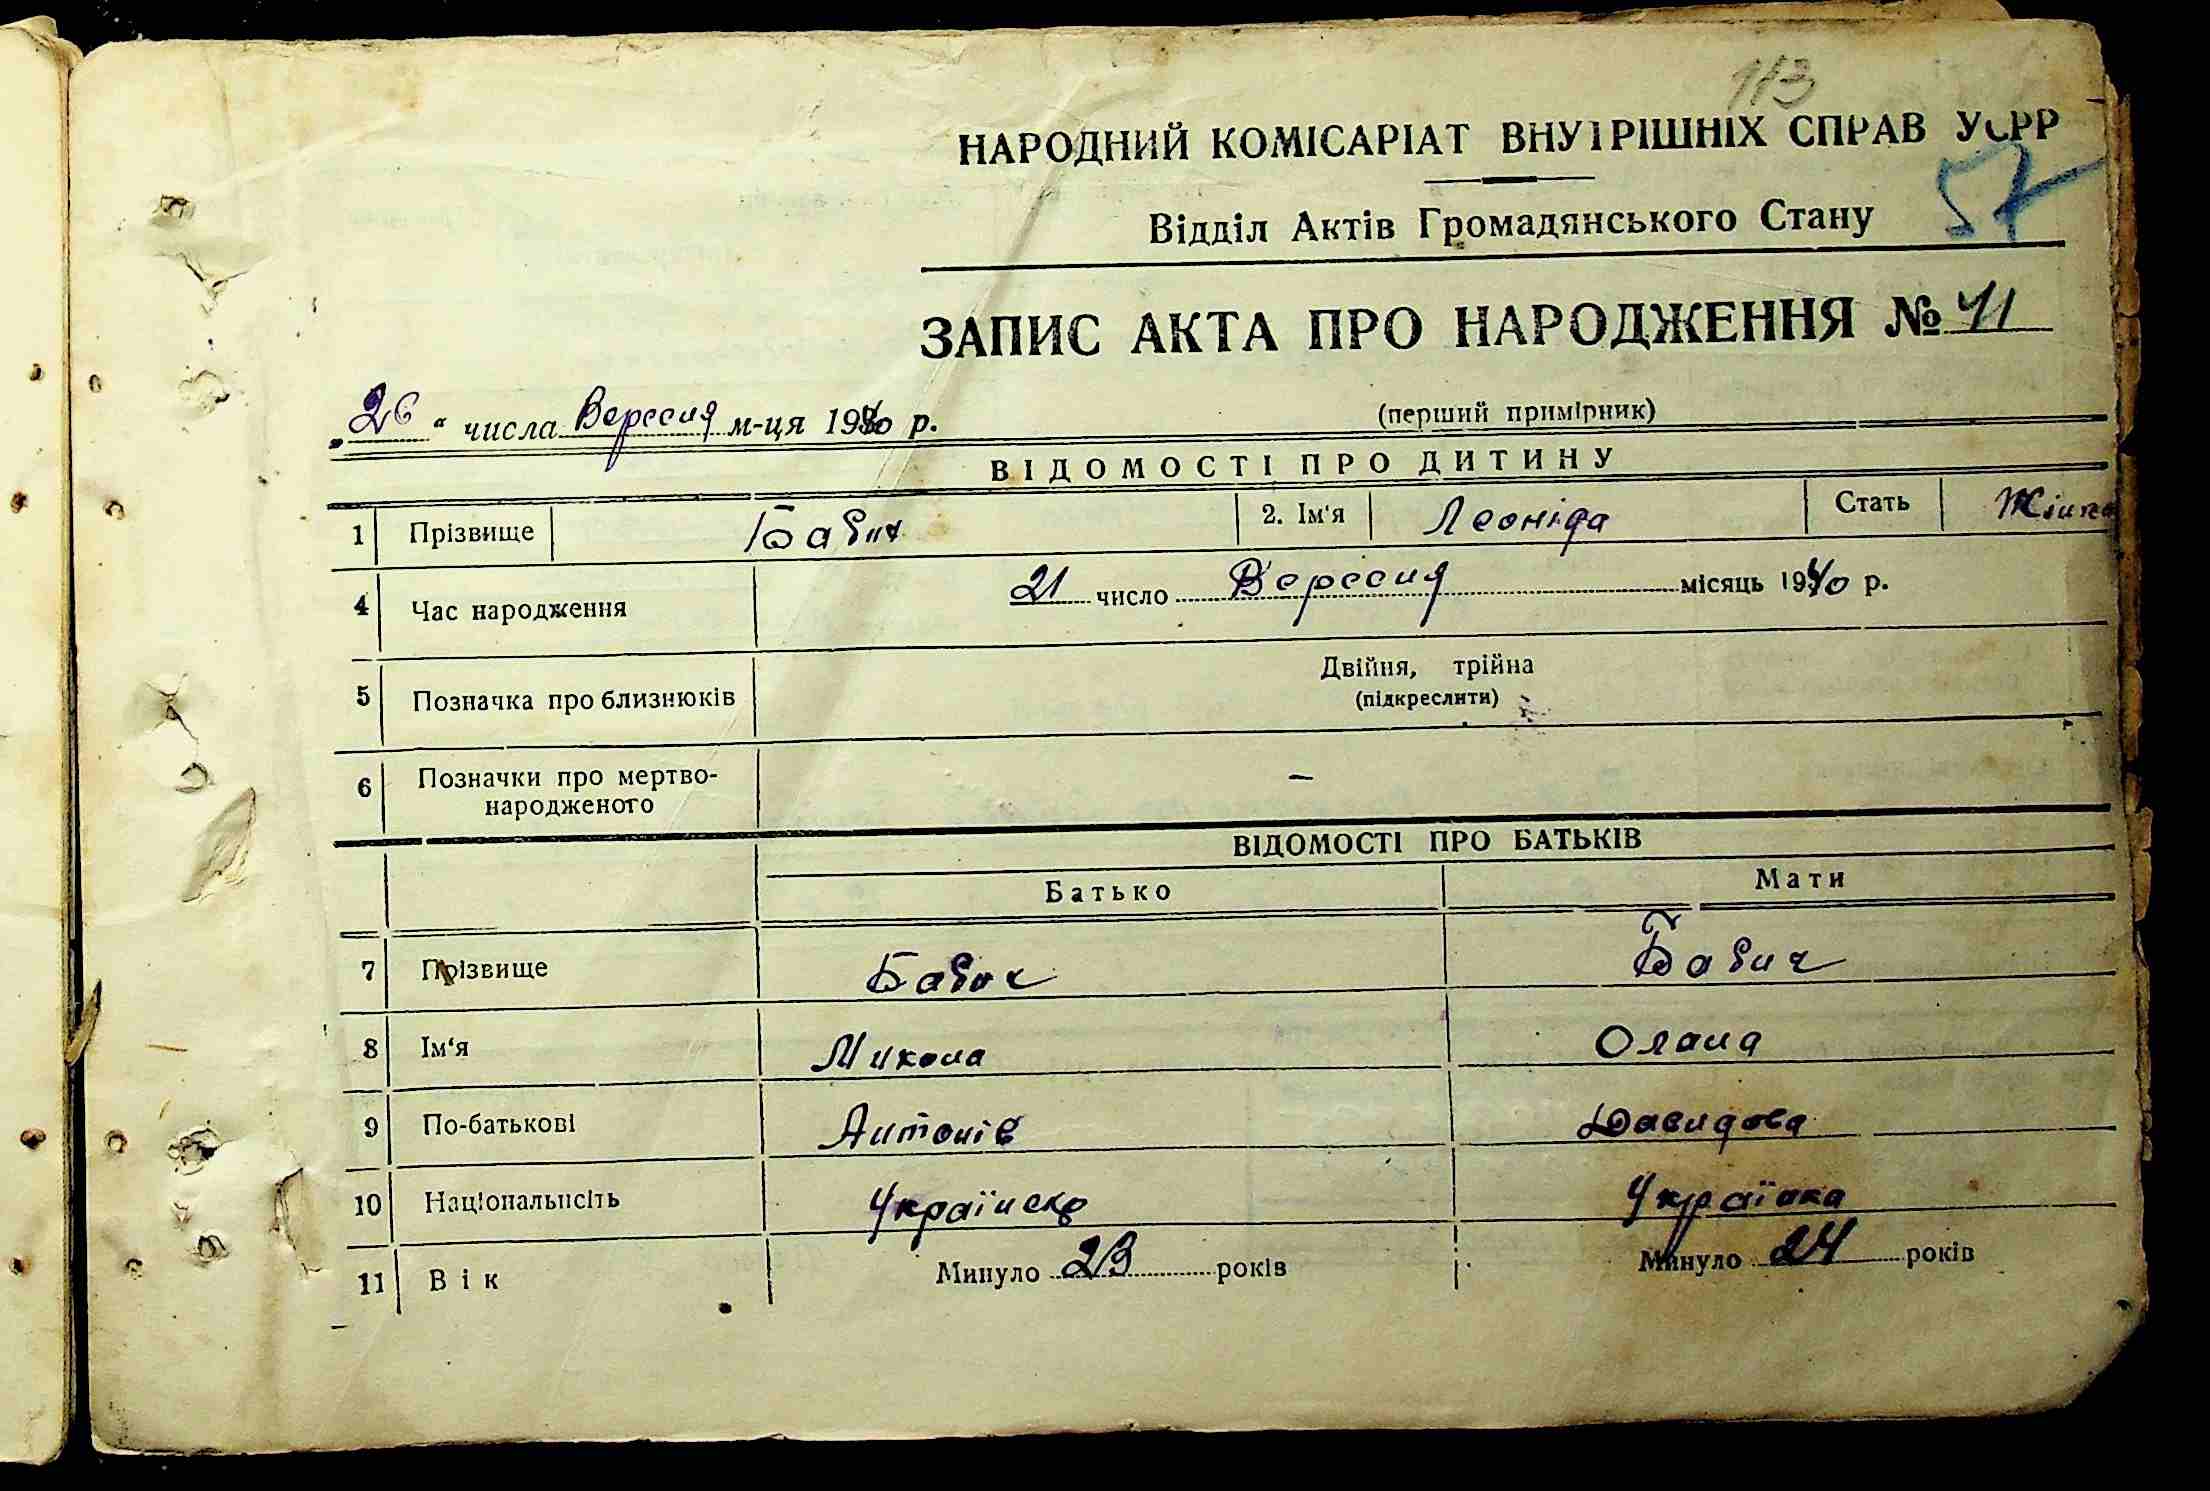 113
НАРОДНИЙ КОМІСАРІАТ ВНУТРІШНІХ СПРАВ УСРР
57
Відділ Актів Громадянського Стану
ЗАПИС АКТА ПРО НАРОДЖЕННЯ № 41
„26“ числа Вересня м-ця 1940 р.
(перший примірник)
ВІДОМОСТІ ПРО ДИТИНУ
1 Прізвище Бабич 2. Ім'я Леоніда Стать Жіноч
4 Час народження 21 число Вересня місяць 1940 р.
5 Позначка про близнюків Двійня, трійна
(підкреслити)
6 Позначки про мертво-
народженого —
ВІДОМОСТІ ПРО БАТЬКІВ
Батько Мати
7 Прізвище Бабич Бабич
8 Ім'я Микола Олана
9 По-батькові Антонів Давидова
10 Національність Українець Українка
11 Вік Минуло 23 років Минуло 24 років